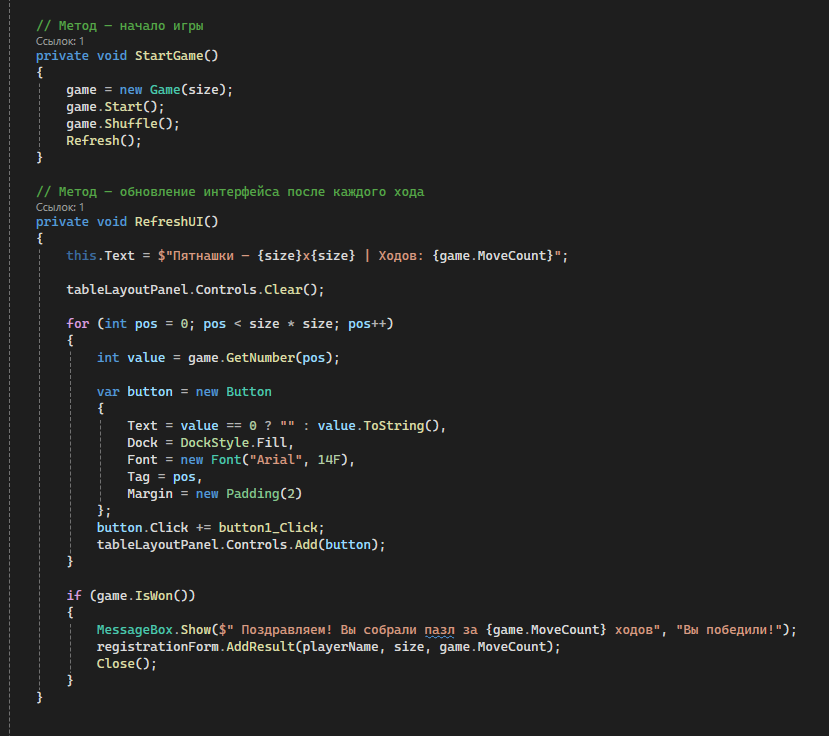 // Метод — начало игры
Ссылок: 1
private void StartGame()
{
game = new Game(size);
game.Start();
game.Shuffle();
Refresh();
}
// Метод — обновление интерфейса после каждого хода
Ссылок: 1
private void RefreshUI()
{
this.Text = $"Пятнашки — {size}x{size} | Ходов: {game.MoveCount}";
tableLayoutPanel.Controls.Clear();
for (int pos = 0; pos < size * size; pos++)
{
int value = game.GetNumber(pos);
var button = new Button
{
Text = value == 0 ? "" : value.ToString(),
Dock = DockStyle.Fill,
Font = new Font("Arial", 14F),
Tag = pos,
Margin = new Padding(2)
};
button.Click += button1_Click;
tableLayoutPanel.Controls.Add(button);
}
if (game.IsWon())
{
MessageBox.Show($" Поздравляем! Вы собрали пазл за {game.MoveCount} ходов", "Вы победили!");
registrationForm.AddResult(playerName, size, game.MoveCount);
Close();
}
}